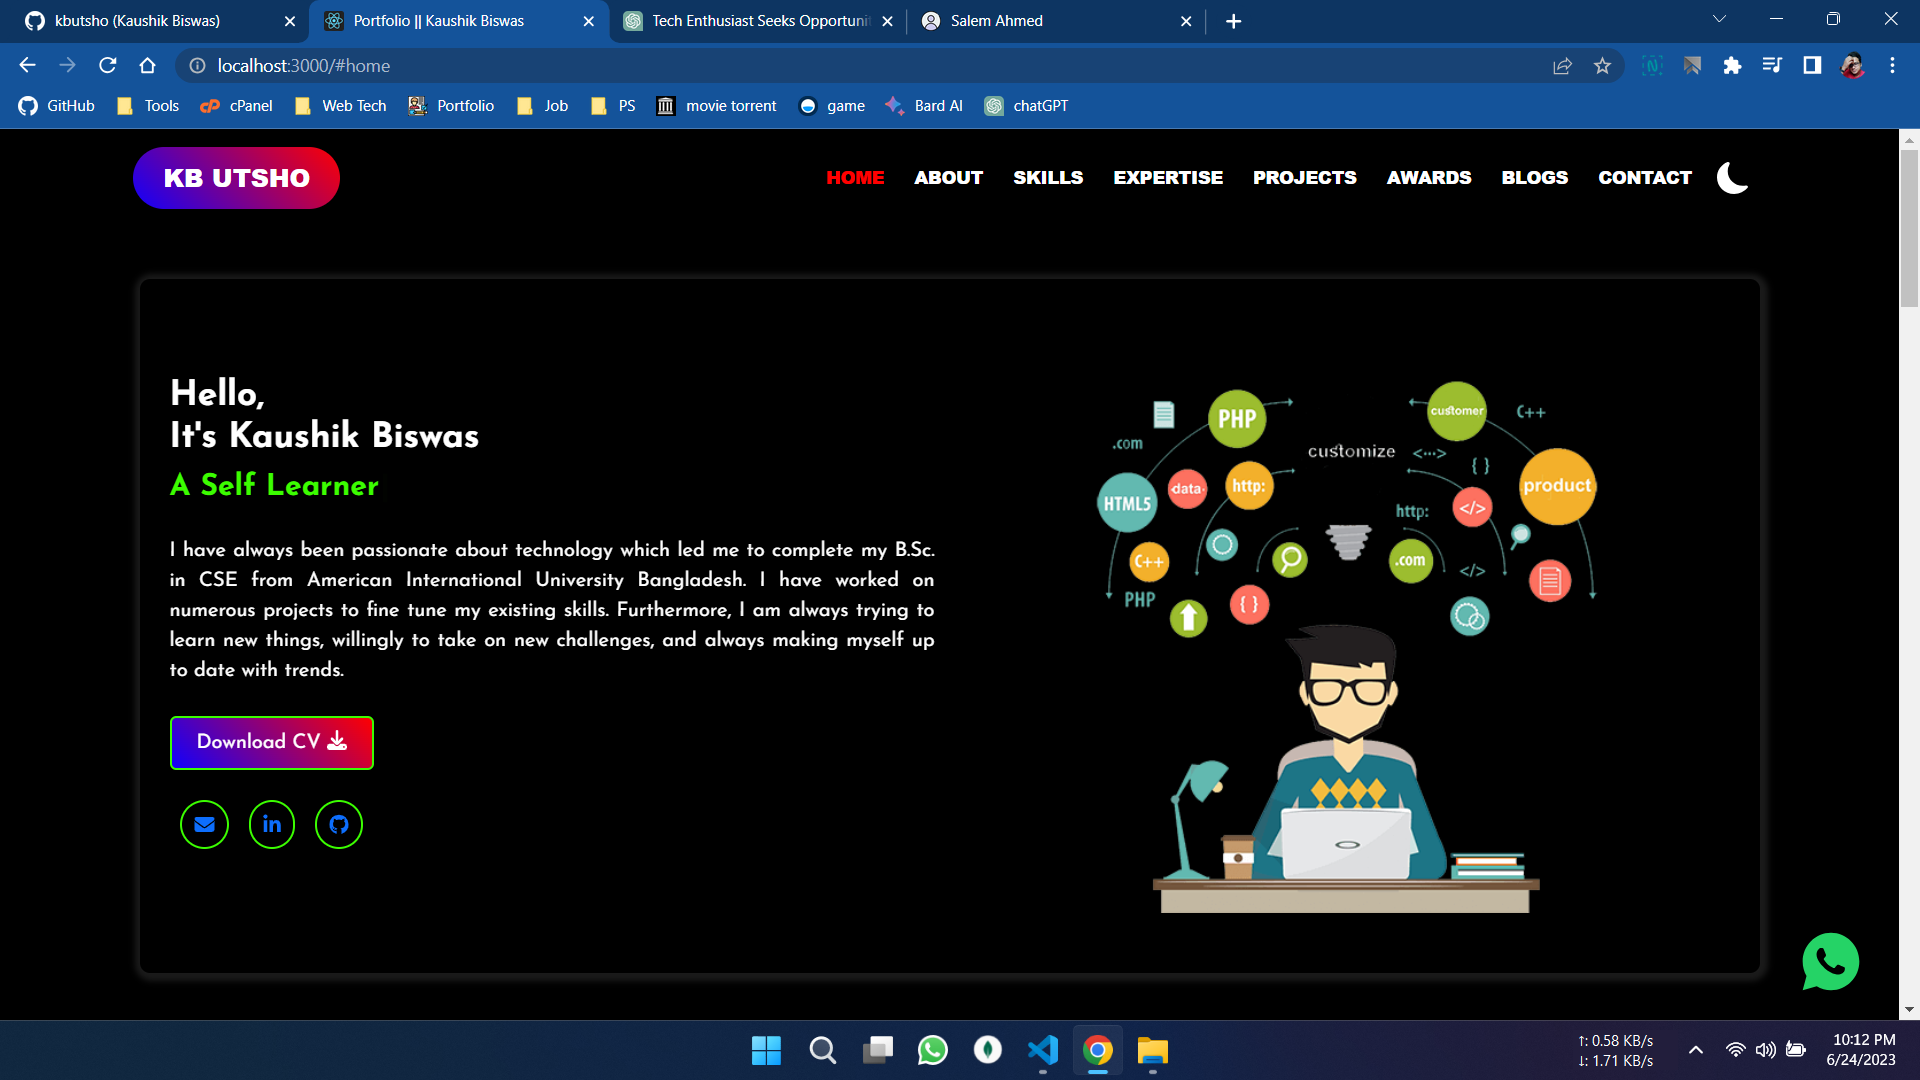 kbutsho (Kaushik Biswas)
Portfolio || Kaushik Biswas
Tech Enthusiast Seeks Opportuni
Salem Ahmed
localhost:3000/#home
GitHub Tools cPanel Web Tech Portfolio Job PS movie torrent game Bard AI chatGPT
KB UTSHO
HOME ABOUT SKILLS EXPERTISE PROJECTS AWARDS BLOGS CONTACT
Hello,
It's Kaushik Biswas
A Self Learner
I have always been passionate about technology which led me to complete my B.Sc.
in CSE from American International University Bangladesh. I have worked on
numerous projects to fine tune my existing skills. Furthermore, I am always trying to
learn new things, willingly to take on new challenges, and always making myself up
to date with trends.
Download CV
in
PHP
customer
C++
.com
customize
<···>
{ }
HTML5
data
http:
product
http:
</>
C++
.com
</>
PHP
{ }
↑: 0.58 KB/s
↓: 1.71 KB/s
10:12 PM
6/24/2023